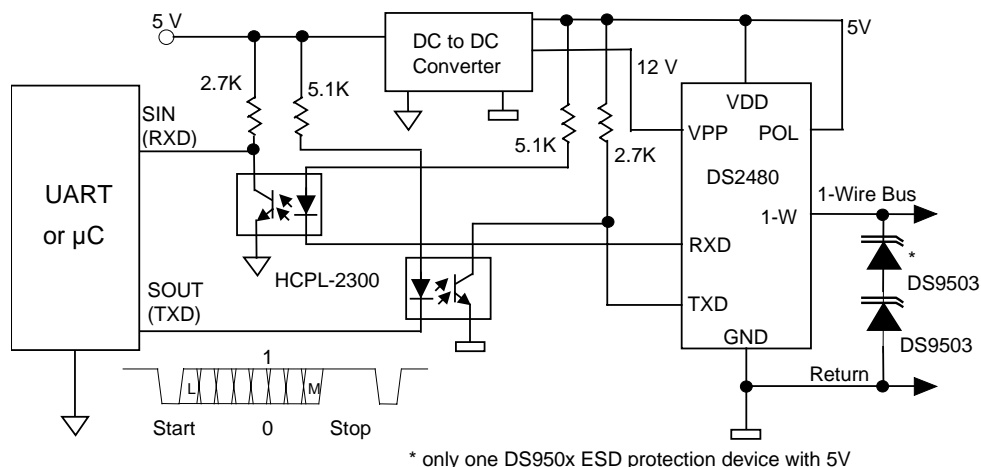 5 V
DC to DC
Converter
5V
2.7K
5.1K
12 V
SIN
(RXD)
VDD
VPP
POL
5.1K
2.7K
DS2480
UART
or µC
1-Wire Bus
1-W
RXD
*
DS9503
HCPL-2300
SOUT
(TXD)
TXD
GND
DS9503
1
L
M
Return
Start
0
Stop
* only one DS950x ESD protection device with 5V